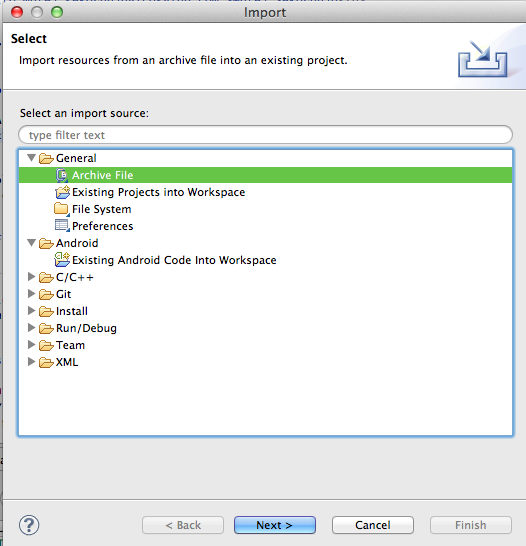 Import
Select
Import resources from an archive file into an existing project.
Select an import source:
type filter text
General
Archive File
Existing Projects into Workspace
File System
Preferences
Android
Existing Android Code Into Workspace
C/C++
Git
Install
Run/Debug
Team
XML
?
< Back
Next >
Cancel
Finish